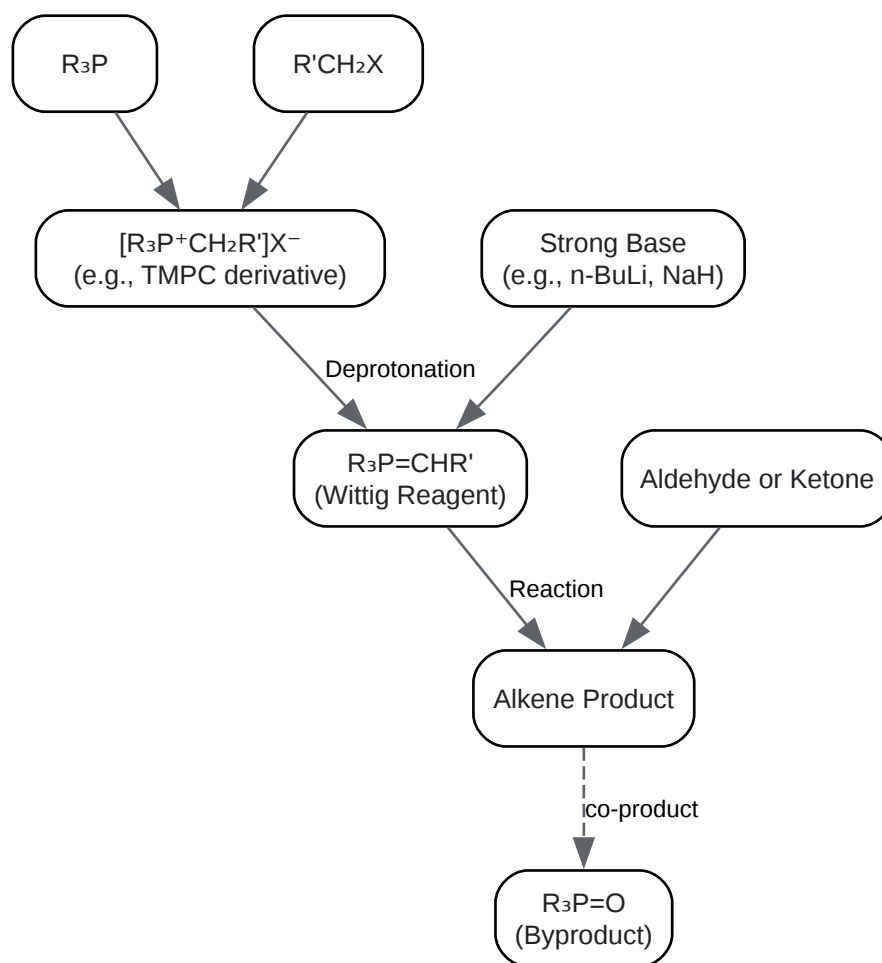 R₃P
R'CH₂X
[R₃P⁺CH₂R']X⁻
(e.g., TMPC derivative)
Strong Base
(e.g., n-BuLi, NaH)
Deprotonation
R₃P=CHR'
(Wittig Reagent)
Aldehyde or Ketone
Reaction
Alkene Product
co-product
R₃P=O
(Byproduct)